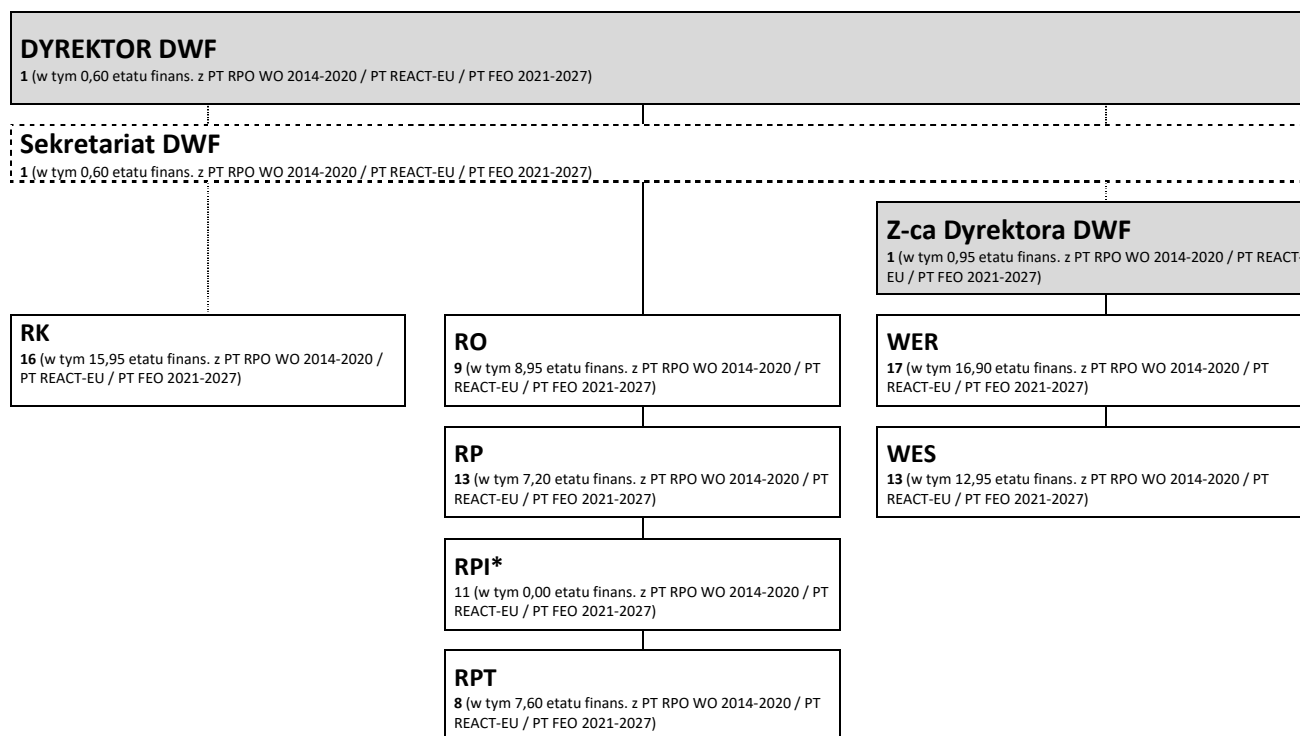 DYREKTOR DWF
1 (w tym 0,60 etatu finans. z PT RPO WO 2014-2020 / PT REACT-EU / PT FEO 2021-2027)
Sekretariat DWF
1 (w tym 0,60 etatu finans. z PT RPO WO 2014-2020 / PT REACT-EU / PT FEO 2021-2027)
Z-ca Dyrektora DWF
1 (w tym 0,95 etatu finans. z PT RPO WO 2014-2020 / PT REACT-
EU / PT FEO 2021-2027)
RK
16 (w tym 15,95 etatu finans. z PT RPO WO 2014-2020 /
PT REACT-EU / PT FEO 2021-2027)
RO
9 (w tym 8,95 etatu finans. z PT RPO WO 2014-2020 / PT
REACT-EU / PT FEO 2021-2027)
WER
17 (w tym 16,90 etatu finans. z PT RPO WO 2014-2020 / PT
REACT-EU / PT FEO 2021-2027)
RP
13 (w tym 7,20 etatu finans. z PT RPO WO 2014-2020 / PT
REACT-EU / PT FEO 2021-2027)
WES
13 (w tym 12,95 etatu finans. z PT RPO WO 2014-2020 / PT
REACT-EU / PT FEO 2021-2027)
RPI*
11 (w tym 0,00 etatu finans. z PT RPO WO 2014-2020 / PT
REACT-EU / PT FEO 2021-2027)
RPT
8 (w tym 7,60 etatu finans. z PT RPO WO 2014-2020 / PT
REACT-EU / PT FEO 2021-2027)